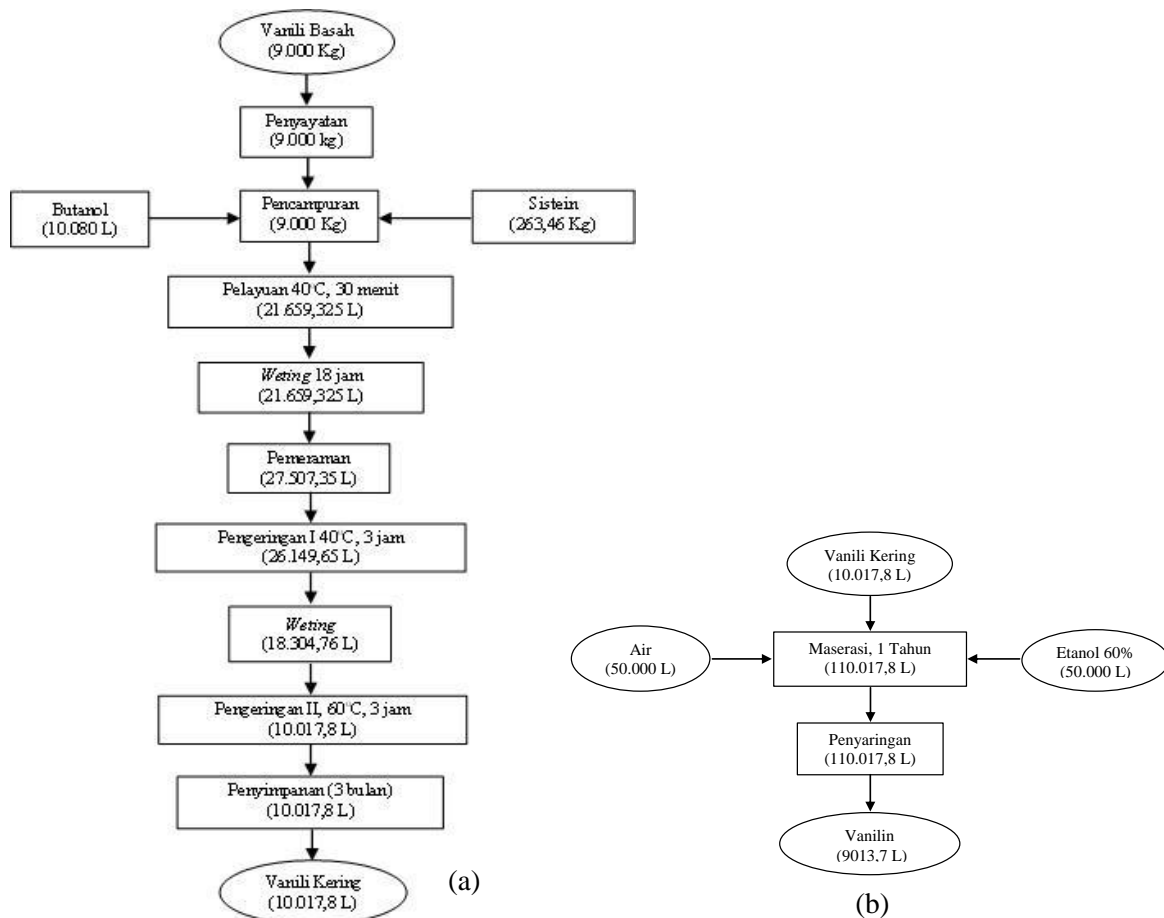 Vanili Basah
(9.000 Kg)
Penyayatan
(9.000 kg)
Butanol
(10.080 L)
Pencampuran
(9.000 Kg)
Sistein
(263,46 Kg)
Pelayuan 40°C, 30 menit
(21.659,325 L)
Weting 18 jam
(21.659,325 L)
Pemeraman
(27.507,35 L)
Pengeringan I 40°C, 3 jam
(26.149,65 L)
Weting
(18.304,76 L)
Pengeringan II, 60°C, 3 jam
(10.017,8 L)
Penyimpanan (3 bulan)
(10.017,8 L)
Vanili Kering
(10.017,8 L)
(a)
Vanili Kering
(10.017,8 L)
Air
(50.000 L)
Maserasi, 1 Tahun
(110.017,8 L)
Etanol 60%
(50.000 L)
Penyaringan
(110.017,8 L)
Vanilin
(9013,7 L)
(b)